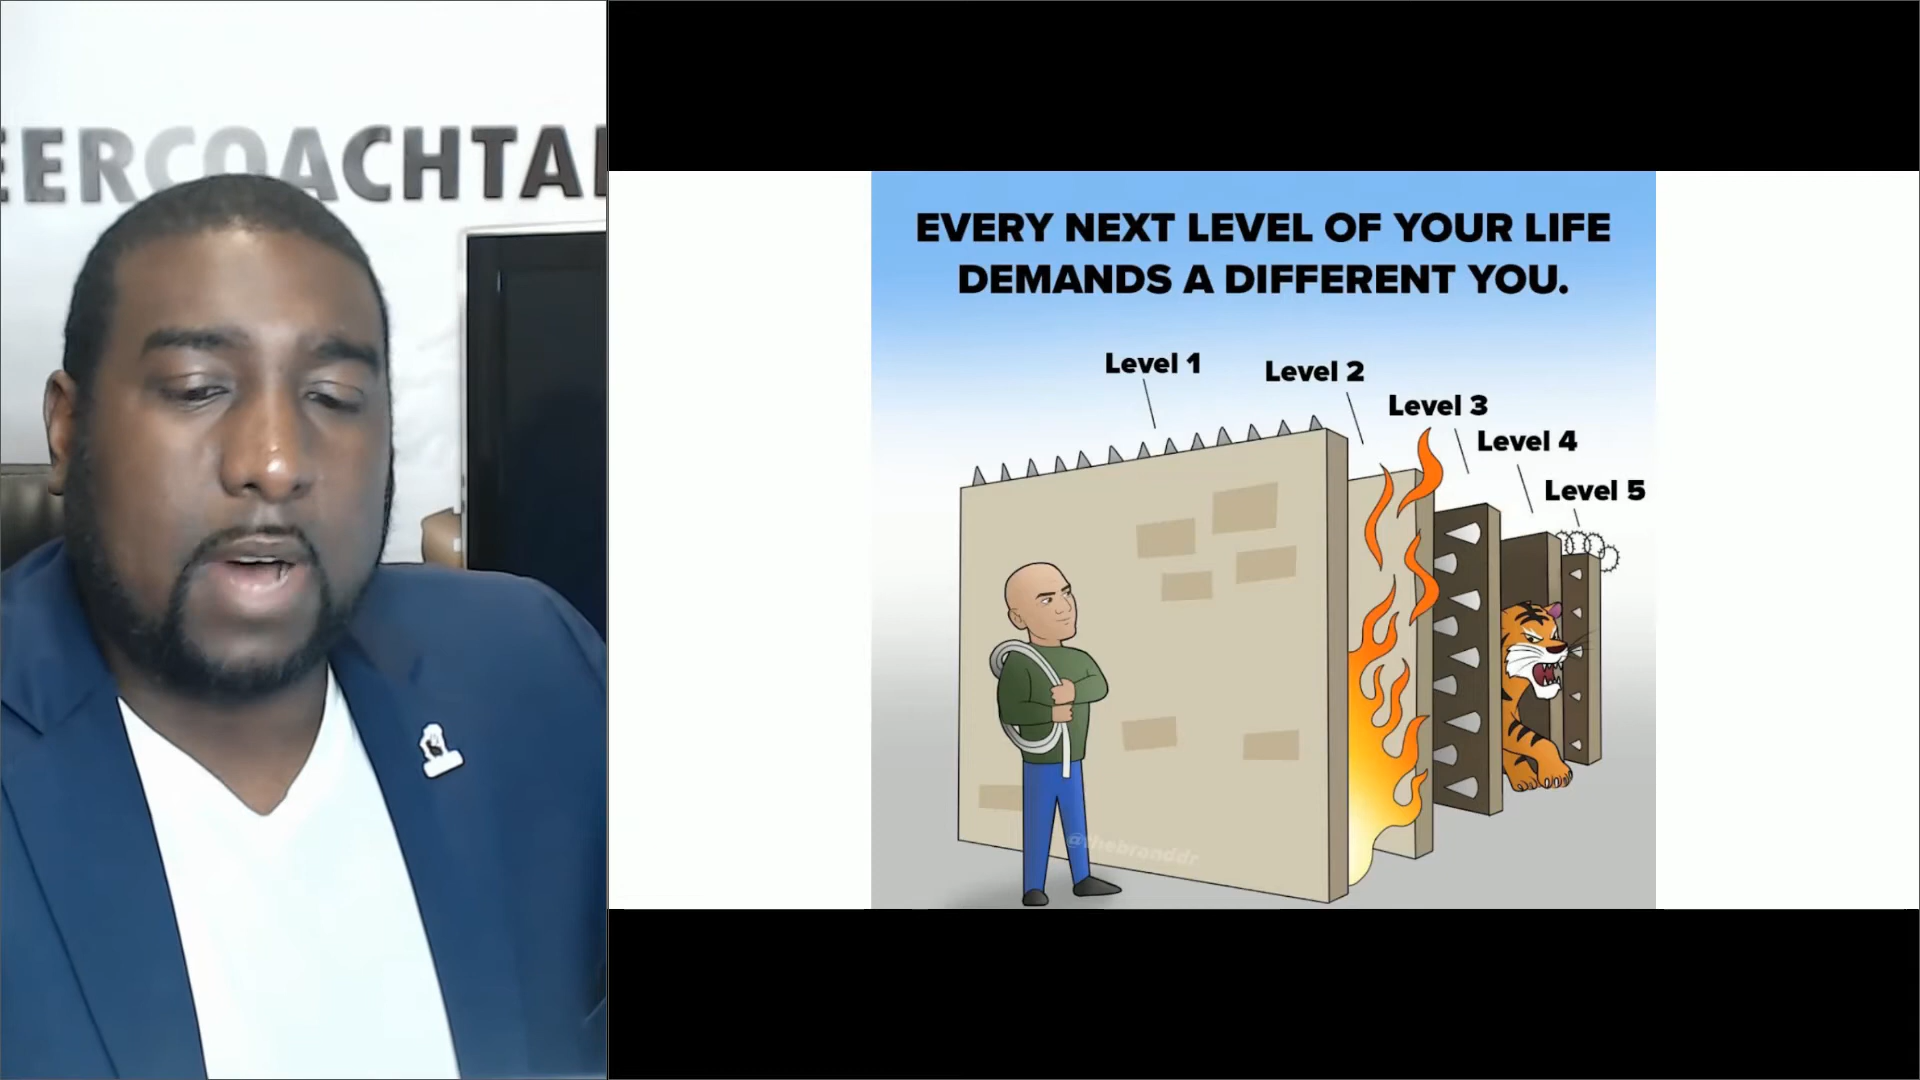 EERCOACHTA
EVERY NEXT LEVEL OF YOUR LIFE
DEMANDS A DIFFERENT YOU.
Level 1
Level 2
Level 3
Level 4
Level 5
@thebranddr